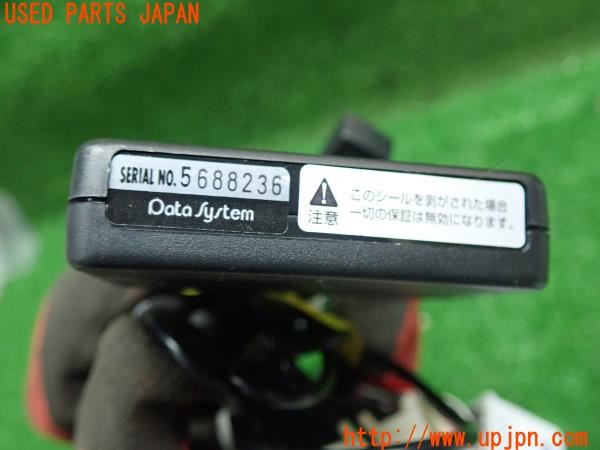 USED PARTS JAPAN
SERIAL NO. 5688236
Data System
注意
このシールを剥がされた場合
一切の保証は無効になります。
http://www.upjpn.com/